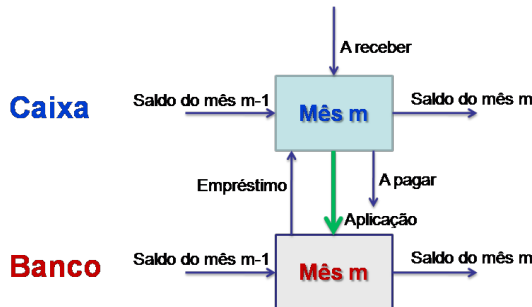 A receber
Caixa
Saldo do mês m-1
Mês m
Saldo do mês m
Empréstimo
A pagar
Aplicação
Banco
Saldo do mês m-1
Mês m
Saldo do mês m